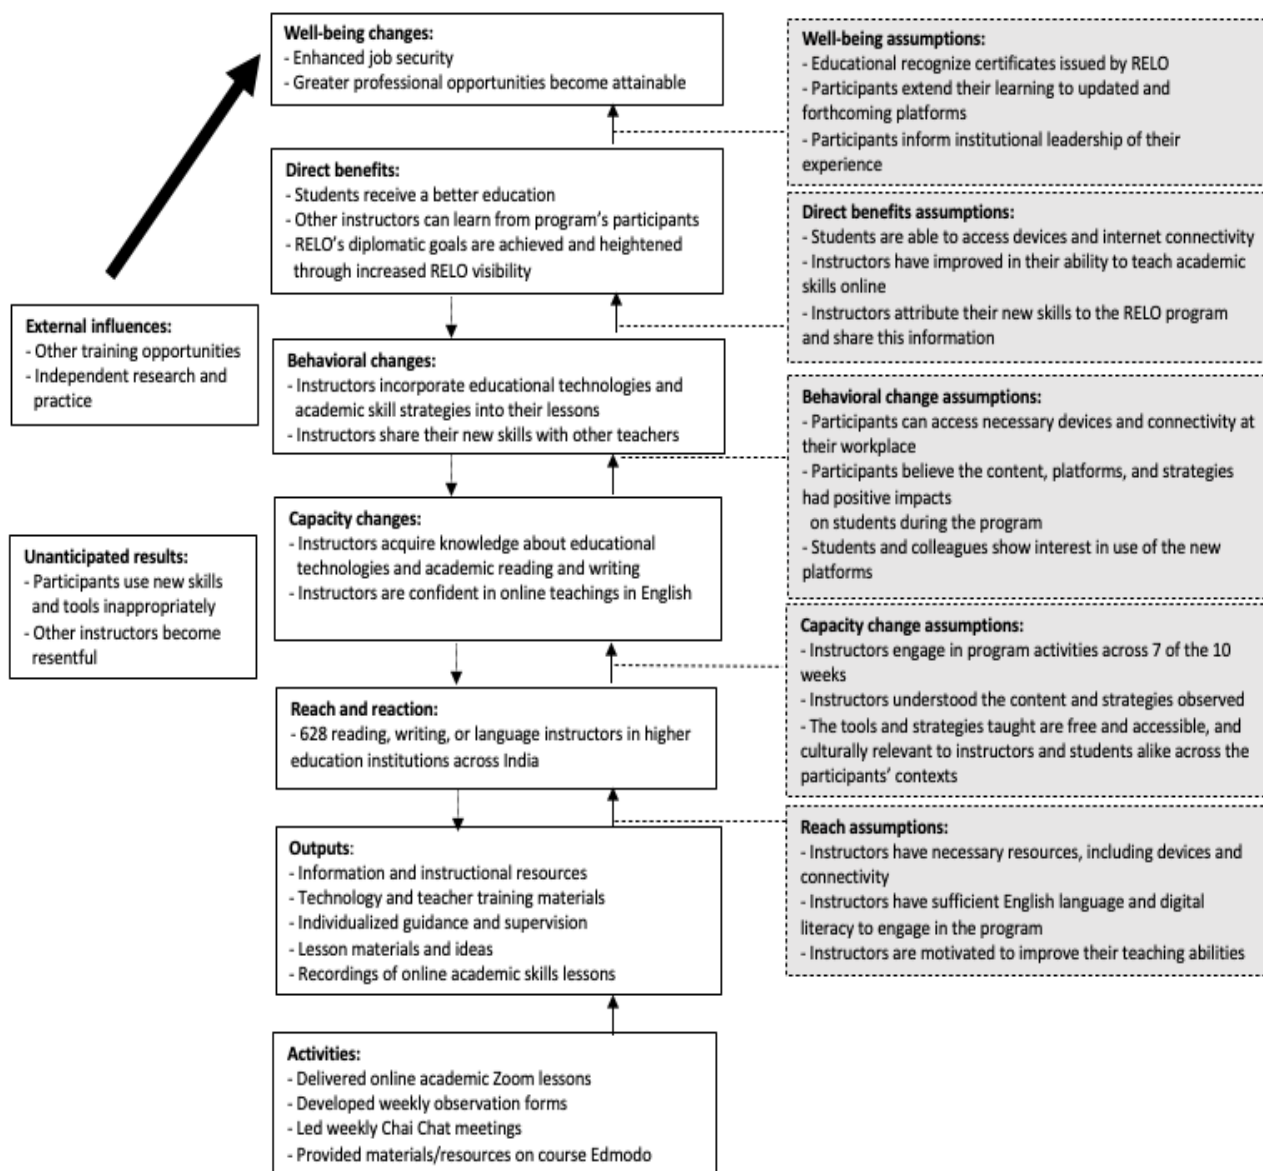 Well-being changes:
- Enhanced job security
- Greater professional opportunities become attainable
Direct benefits:
- Students receive a better education
- Other instructors can learn from program's participants
- RELO's diplomatic goals are achieved and heightened
through increased RELO visibility
Behavioral changes:
- Instructors incorporate educational technologies and
academic skill strategies into their lessons
- Instructors share their new skills with other teachers
Capacity changes:
- Instructors acquire knowledge about educational
technologies and academic reading and writing
- Instructors are confident in online teachings in English
Reach and reaction:
- 628 reading, writing, or language instructors in higher
education institutions across India
Outputs:
- Information and instructional resources
- Technology and teacher training materials
- Individualized guidance and supervision
- Lesson materials and ideas
- Recordings of online academic skills lessons
Activities:
- Delivered online academic Zoom lessons
- Developed weekly observation forms
- Led weekly Chai Chat meetings
- Provided materials/resources on course Edmodo
External influences:
- Other training opportunities
- Independent research and
practice
Unanticipated results:
- Participants use new skills
and tools inappropriately
- Other instructors become
resentful
Well-being assumptions:
- Educational recognize certificates issued by RELO
- Participants extend their learning to updated and
forthcoming platforms
- Participants inform institutional leadership of their
experience
Direct benefits assumptions:
- Students are able to access devices and internet connectivity
- Instructors have improved in their ability to teach academic
skills online
- Instructors attribute their new skills to the RELO program
and share this information
Behavioral change assumptions:
- Participants can access necessary devices and connectivity at
their workplace
- Participants believe the content, platforms, and strategies
had positive impacts
on students during the program
- Students and colleagues show interest in use of the new
platforms
Capacity change assumptions:
- Instructors engage in program activities across 7 of the 10
weeks
- Instructors understood the content and strategies observed
- The tools and strategies taught are free and accessible, and
culturally relevant to instructors and students alike across the
participants' contexts
Reach assumptions:
- Instructors have necessary resources, including devices and
connectivity
- Instructors have sufficient English language and digital
literacy to engage in the program
- Instructors are motivated to improve their teaching abilities